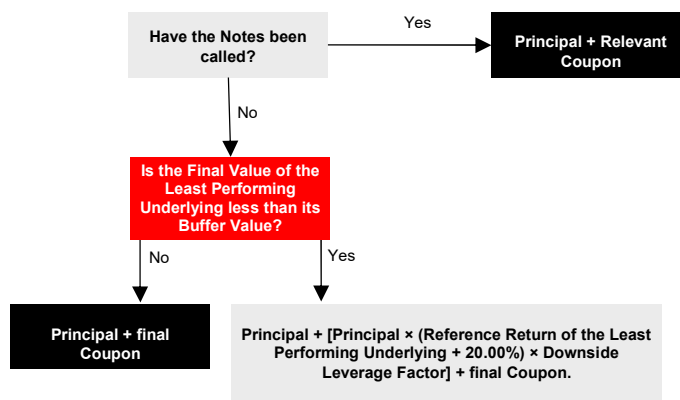 Have the Notes been
called?
Yes
Principal + Relevant
Coupon
No
Is the Final Value of the
Least Performing
Underlying less than its
Buffer Value?
No
Yes
Principal + final
Coupon
Principal + [Principal × (Reference Return of the Least
Performing Underlying + 20.00%) × Downside
Leverage Factor] + final Coupon.